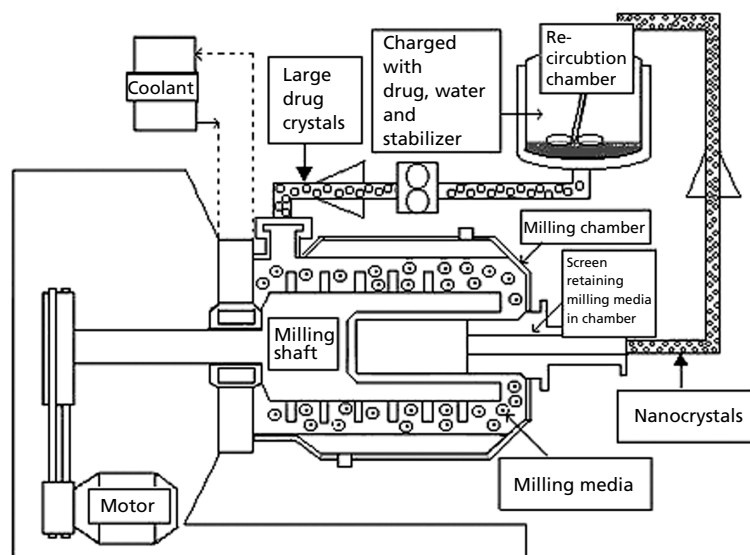 Coolant
Large
drug
crystals
Charged
with
drug, water
and
stabilizer
Re-
circubtion
chamber
Milling chamber
Screen
retaining
milling media
in chamber
Milling
shaft
Nanocrystals
Milling media
Motor